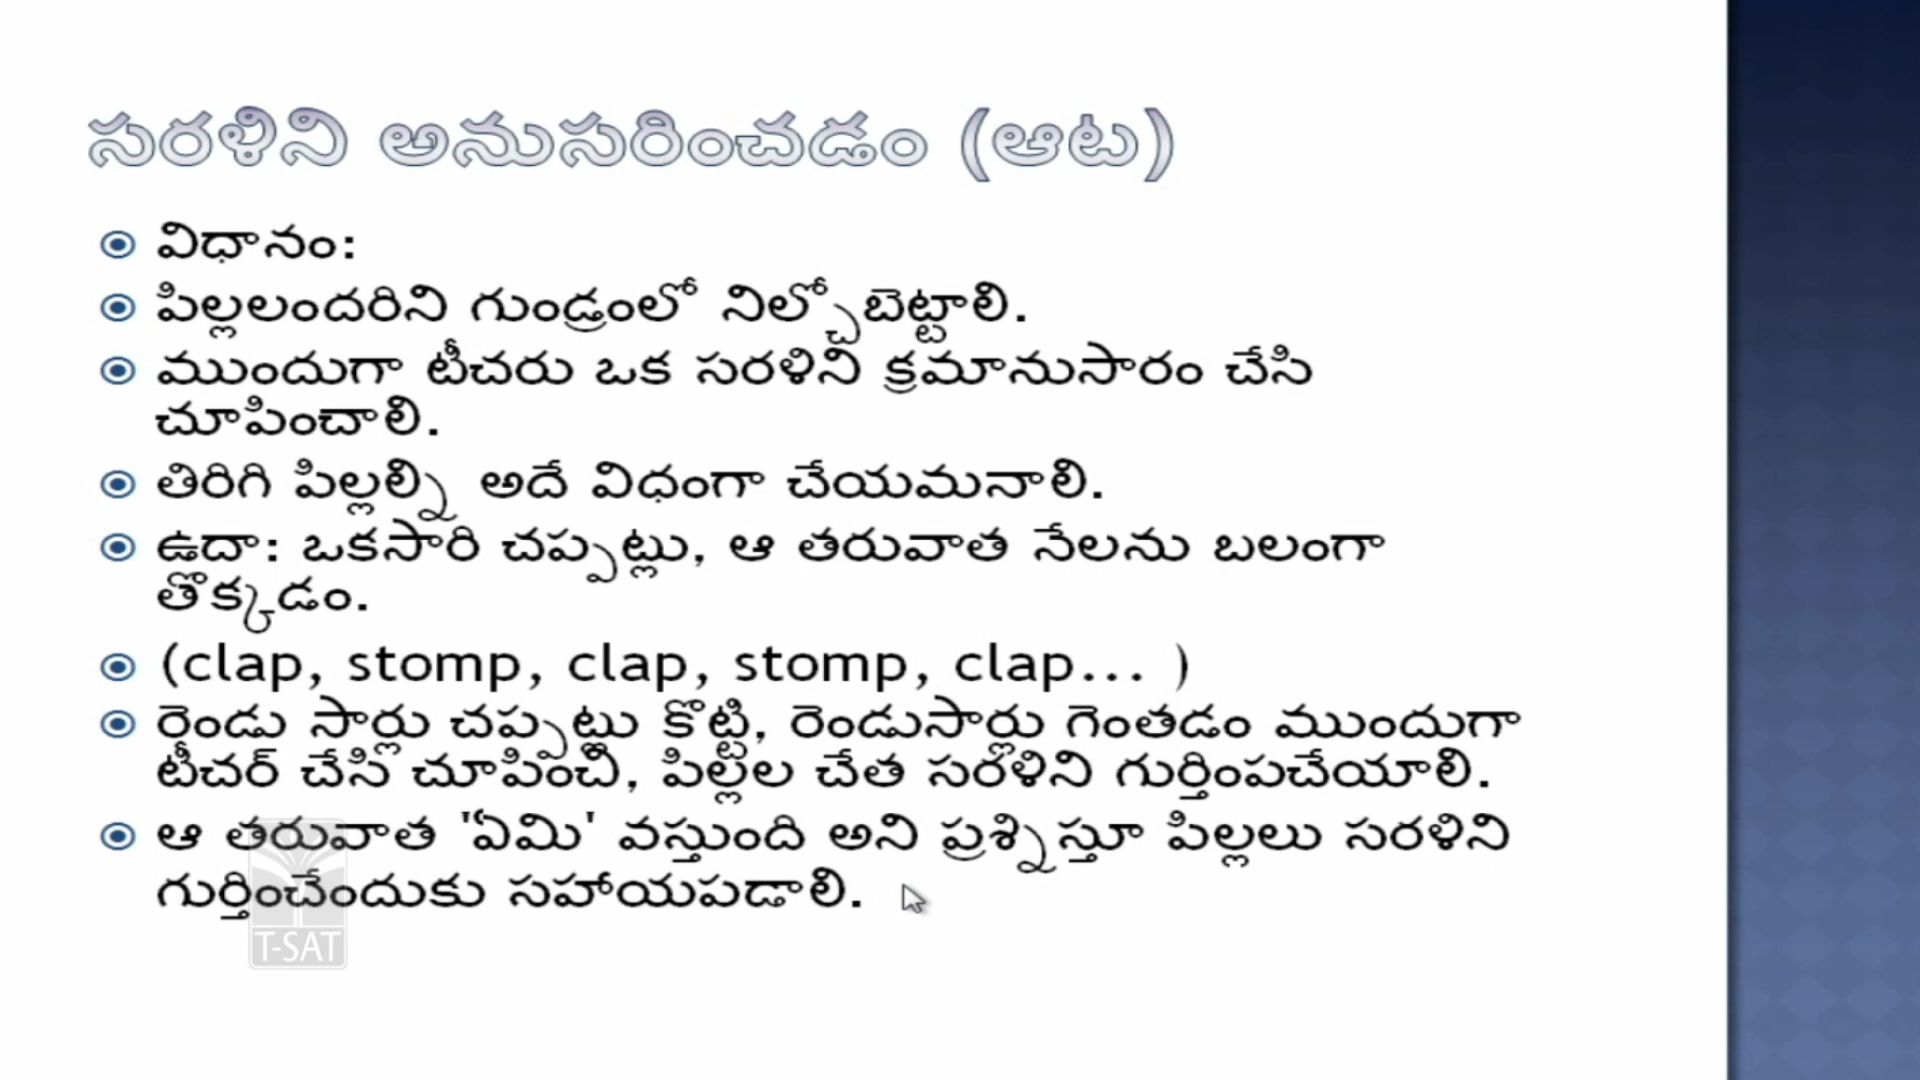 సరళిని అనుసరించడం (ఆట)
విధానం:
పిల్లలందరిని గుండ్రంలో నిల్చోబెట్టాలి.
ముందుగా టీచరు ఒక సరళిని క్రమానుసారం చేసి
చూపించాలి.
తిరిగి పిల్లల్ని అదే విధంగా చేయమనాలి.
ఉదా: ఒకసారి చప్పట్లు, ఆ తరువాత నేలను బలంగా
తొక్కడం.
(clap, stomp, clap, stomp, clap... )
రెండు సార్లు చప్పట్లు కొట్టి, రెండుసార్లు గెంతడం ముందుగా
టీచర్ చేసి చూపించి, పిల్లల చేత సరళిని గుర్తింపచేయాలి.
ఆ తరువాత 'ఏమి' వస్తుంది అని ప్రశ్నిస్తూ పిల్లలు సరళిని
గుర్తించేందుకు సహాయపడాలి.
T-SAT